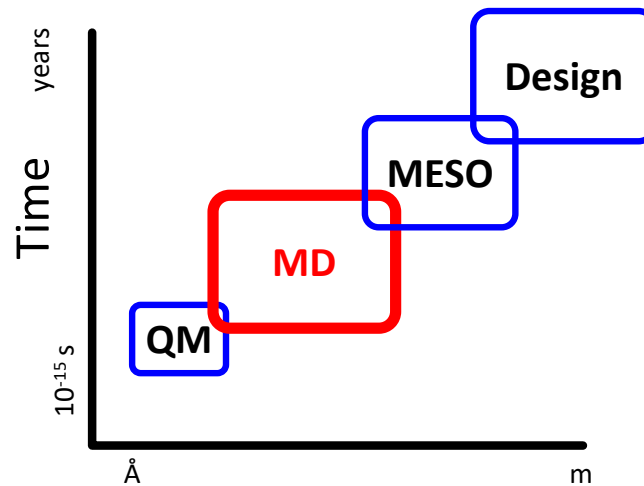 years
Design
MESO
Time
MD
QM
10⁻¹⁵ s
Å
m